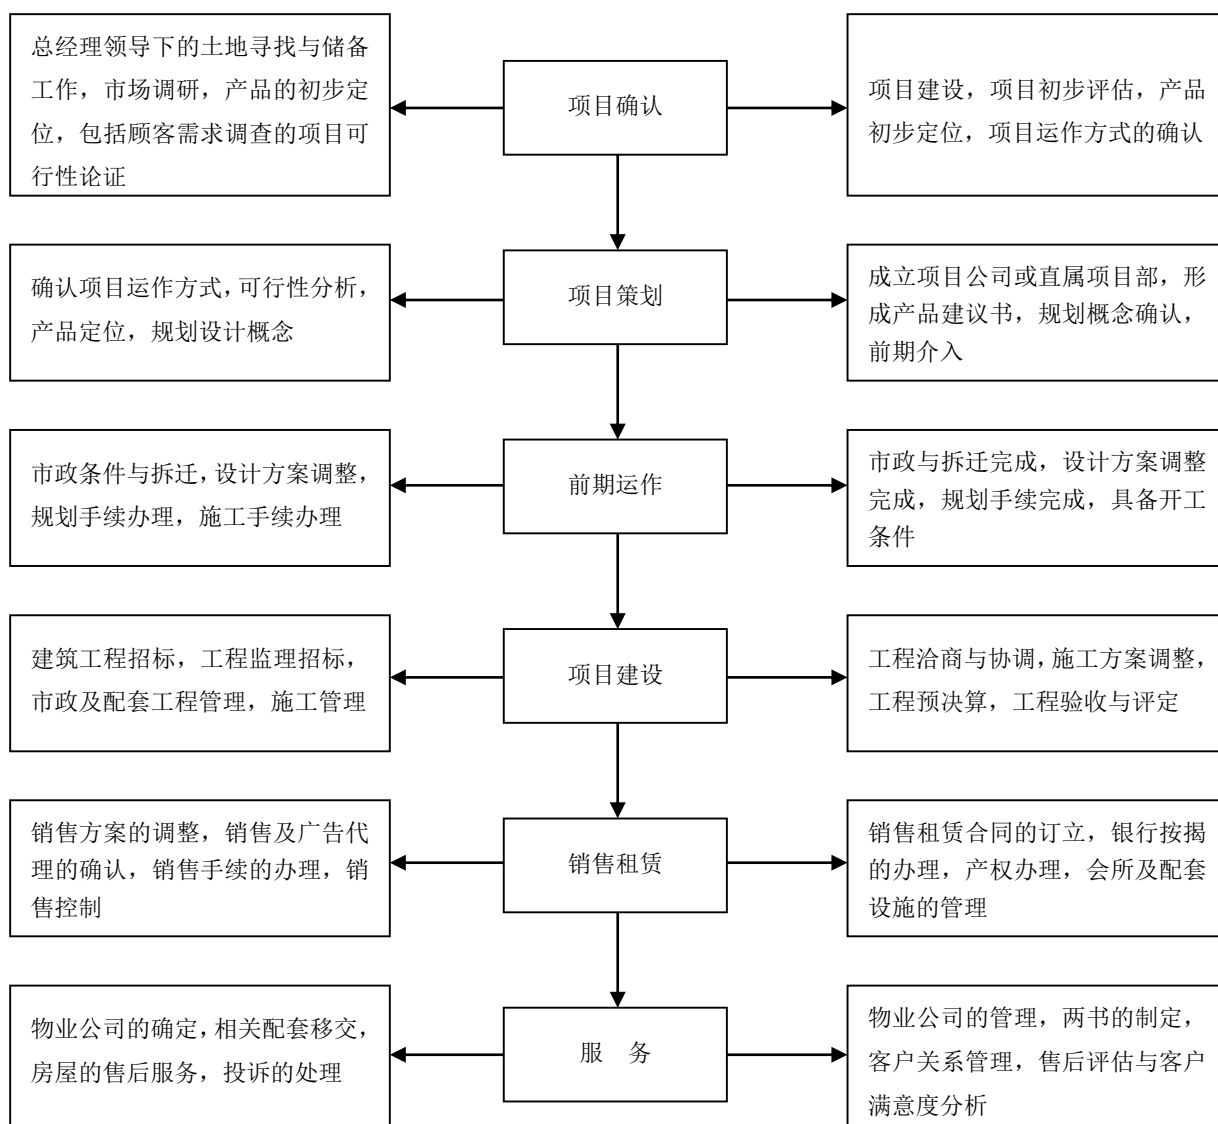 总经理领导下的土地寻找与储备
工作，市场调研，产品的初步定
位，包括顾客需求调查的项目可
行性论证
项目确认
项目建设，项目初步评估，产品
初步定位，项目运作方式的确认
确认项目运作方式，可行性分析，
产品定位，规划设计概念
项目策划
成立项目公司或直属项目部，形
成产品建议书，规划概念确认，
前期介入
市政条件与拆迁，设计方案调整，
规划手续办理，施工手续办理
前期运作
市政与拆迁完成，设计方案调整
完成，规划手续完成，具备开工
条件
建筑工程招标，工程监理招标，
市政及配套工程管理，施工管理
项目建设
工程洽商与协调，施工方案调整，
工程预决算，工程验收与评定
销售方案的调整，销售及广告代
理的确认，销售手续的办理，销
售控制
销售租赁
销售租赁合同的订立，银行按揭
的办理，产权办理，会所及配套
设施的管理
物业公司的确定，相关配套移交，
房屋的售后服务，投诉的处理
服　务
物业公司的管理，两书的制定，
客户关系管理，售后评估与客户
满意度分析